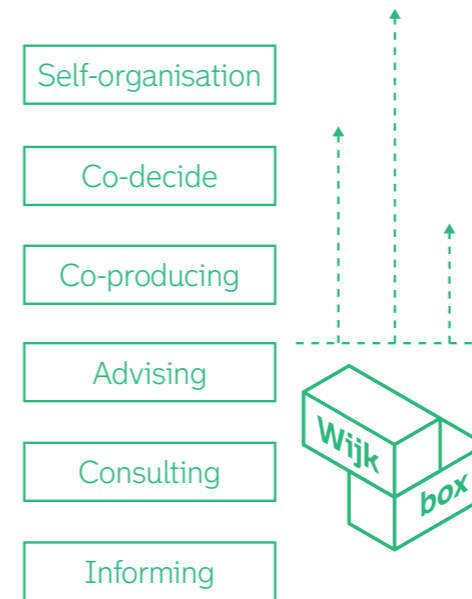 Self-organisation
Co-decide
Co-producing
Advising
Consulting
Informing
Wijk
box